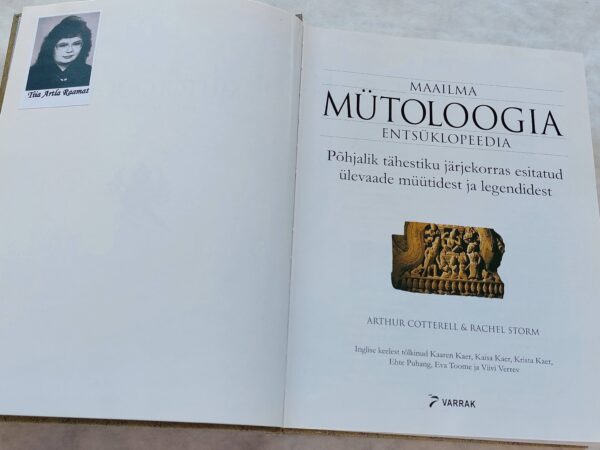 Tiia Artla Raamat
MAAILMA
MÜTOLOOGIA
ENTSÜKLOPEEDIA
Põhjalik tähestiku järjekorras esitatud
ülevaade müütidest ja legendidest
ARTHUR COTTERELL & RACHEL STORM
Inglise keelest tõlkinud Kaaren Kaer, Kaisa Kaer, Krista Kaer,
Ehte Puhang, Eva Toome ja Viivi Verrev
VARRAK